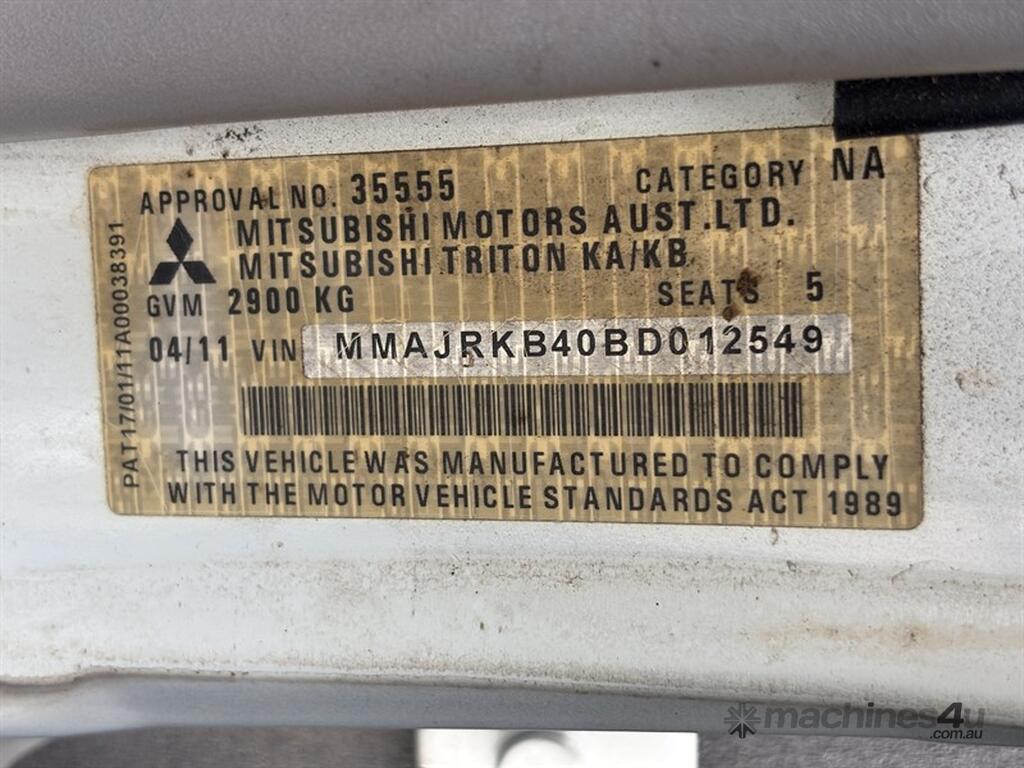 APPROVAL NO. 35555 CATEGORY NA
MITSUBISHI MOTORS AUST.LTD.
MITSUBISHI TRITON KA/KB
GVM 2900 KG SEATS 5
04/11 VIN MMAJRKB40BD012549
THIS VEHICLE WAS MANUFACTURED TO COMPLY
WITH THE MOTOR VEHICLE STANDARDS ACT 1989
PAT17/01/11A00038391
machines4u
.com.au